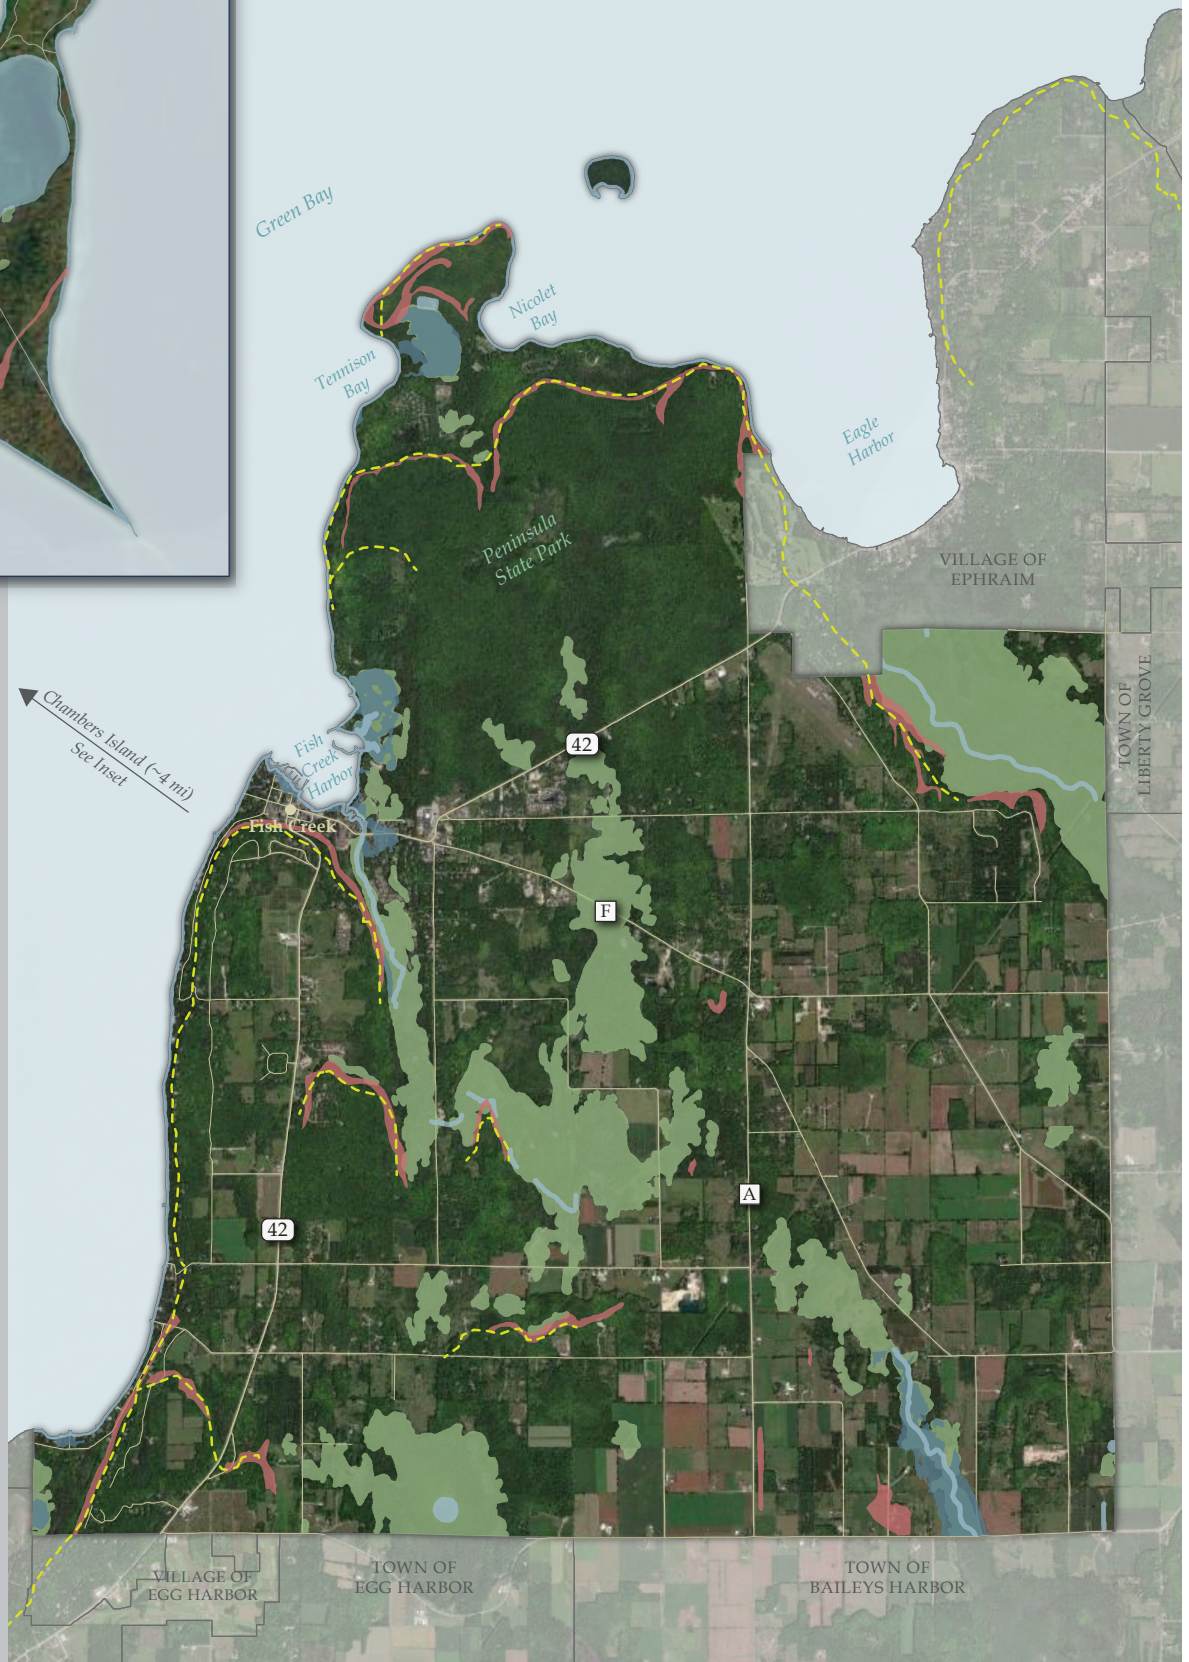 Green Bay
Nicolet
Bay
Tennison
Bay
Eagle
Harbor
Peninsula
State Park
VILLAGE OF
EPHRAIM
TOWN OF
LIBERTY GROVE
Chambers Island (~4 mi)
See Inset
Fish
Creek
Harbor
42
Fish Creek
F
A
42
VILLAGE OF
EGG HARBOR
TOWN OF
EGG HARBOR
TOWN OF
BAILEYS HARBOR